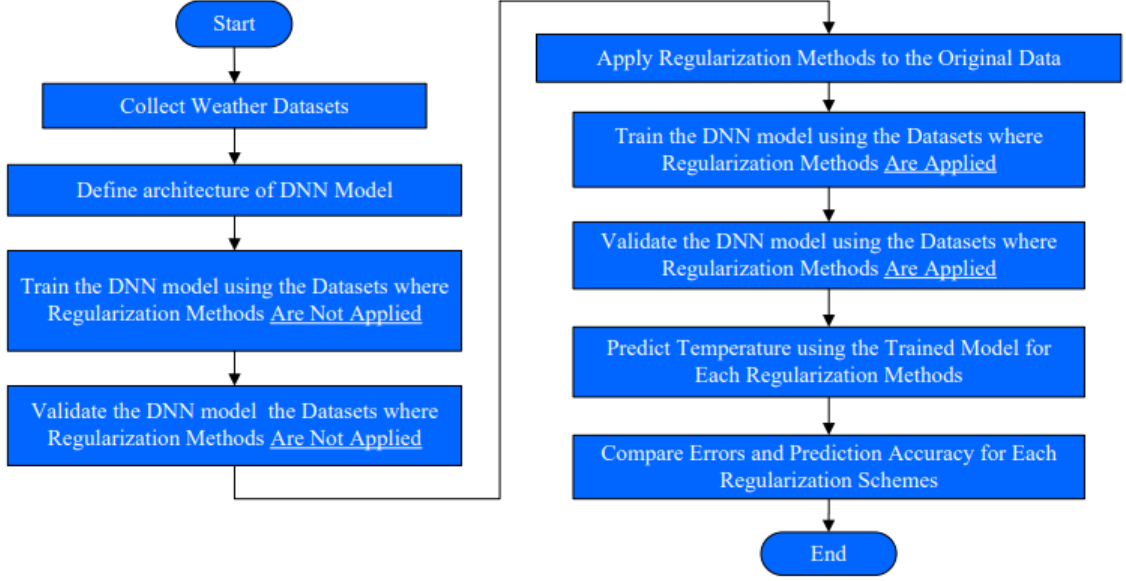 Start
Collect Weather Datasets
Define architecture of DNN Model
Train the DNN model using the Datasets where
Regularization Methods Are Not Applied
Validate the DNN model the Datasets where
Regularization Methods Are Not Applied
Apply Regularization Methods to the Original Data
Train the DNN model using the Datasets where
Regularization Methods Are Applied
Validate the DNN model using the Datasets where
Regularization Methods Are Applied
Predict Temperature using the Trained Model for
Each Regularization Methods
Compare Errors and Prediction Accuracy for Each
Regularization Schemes
End